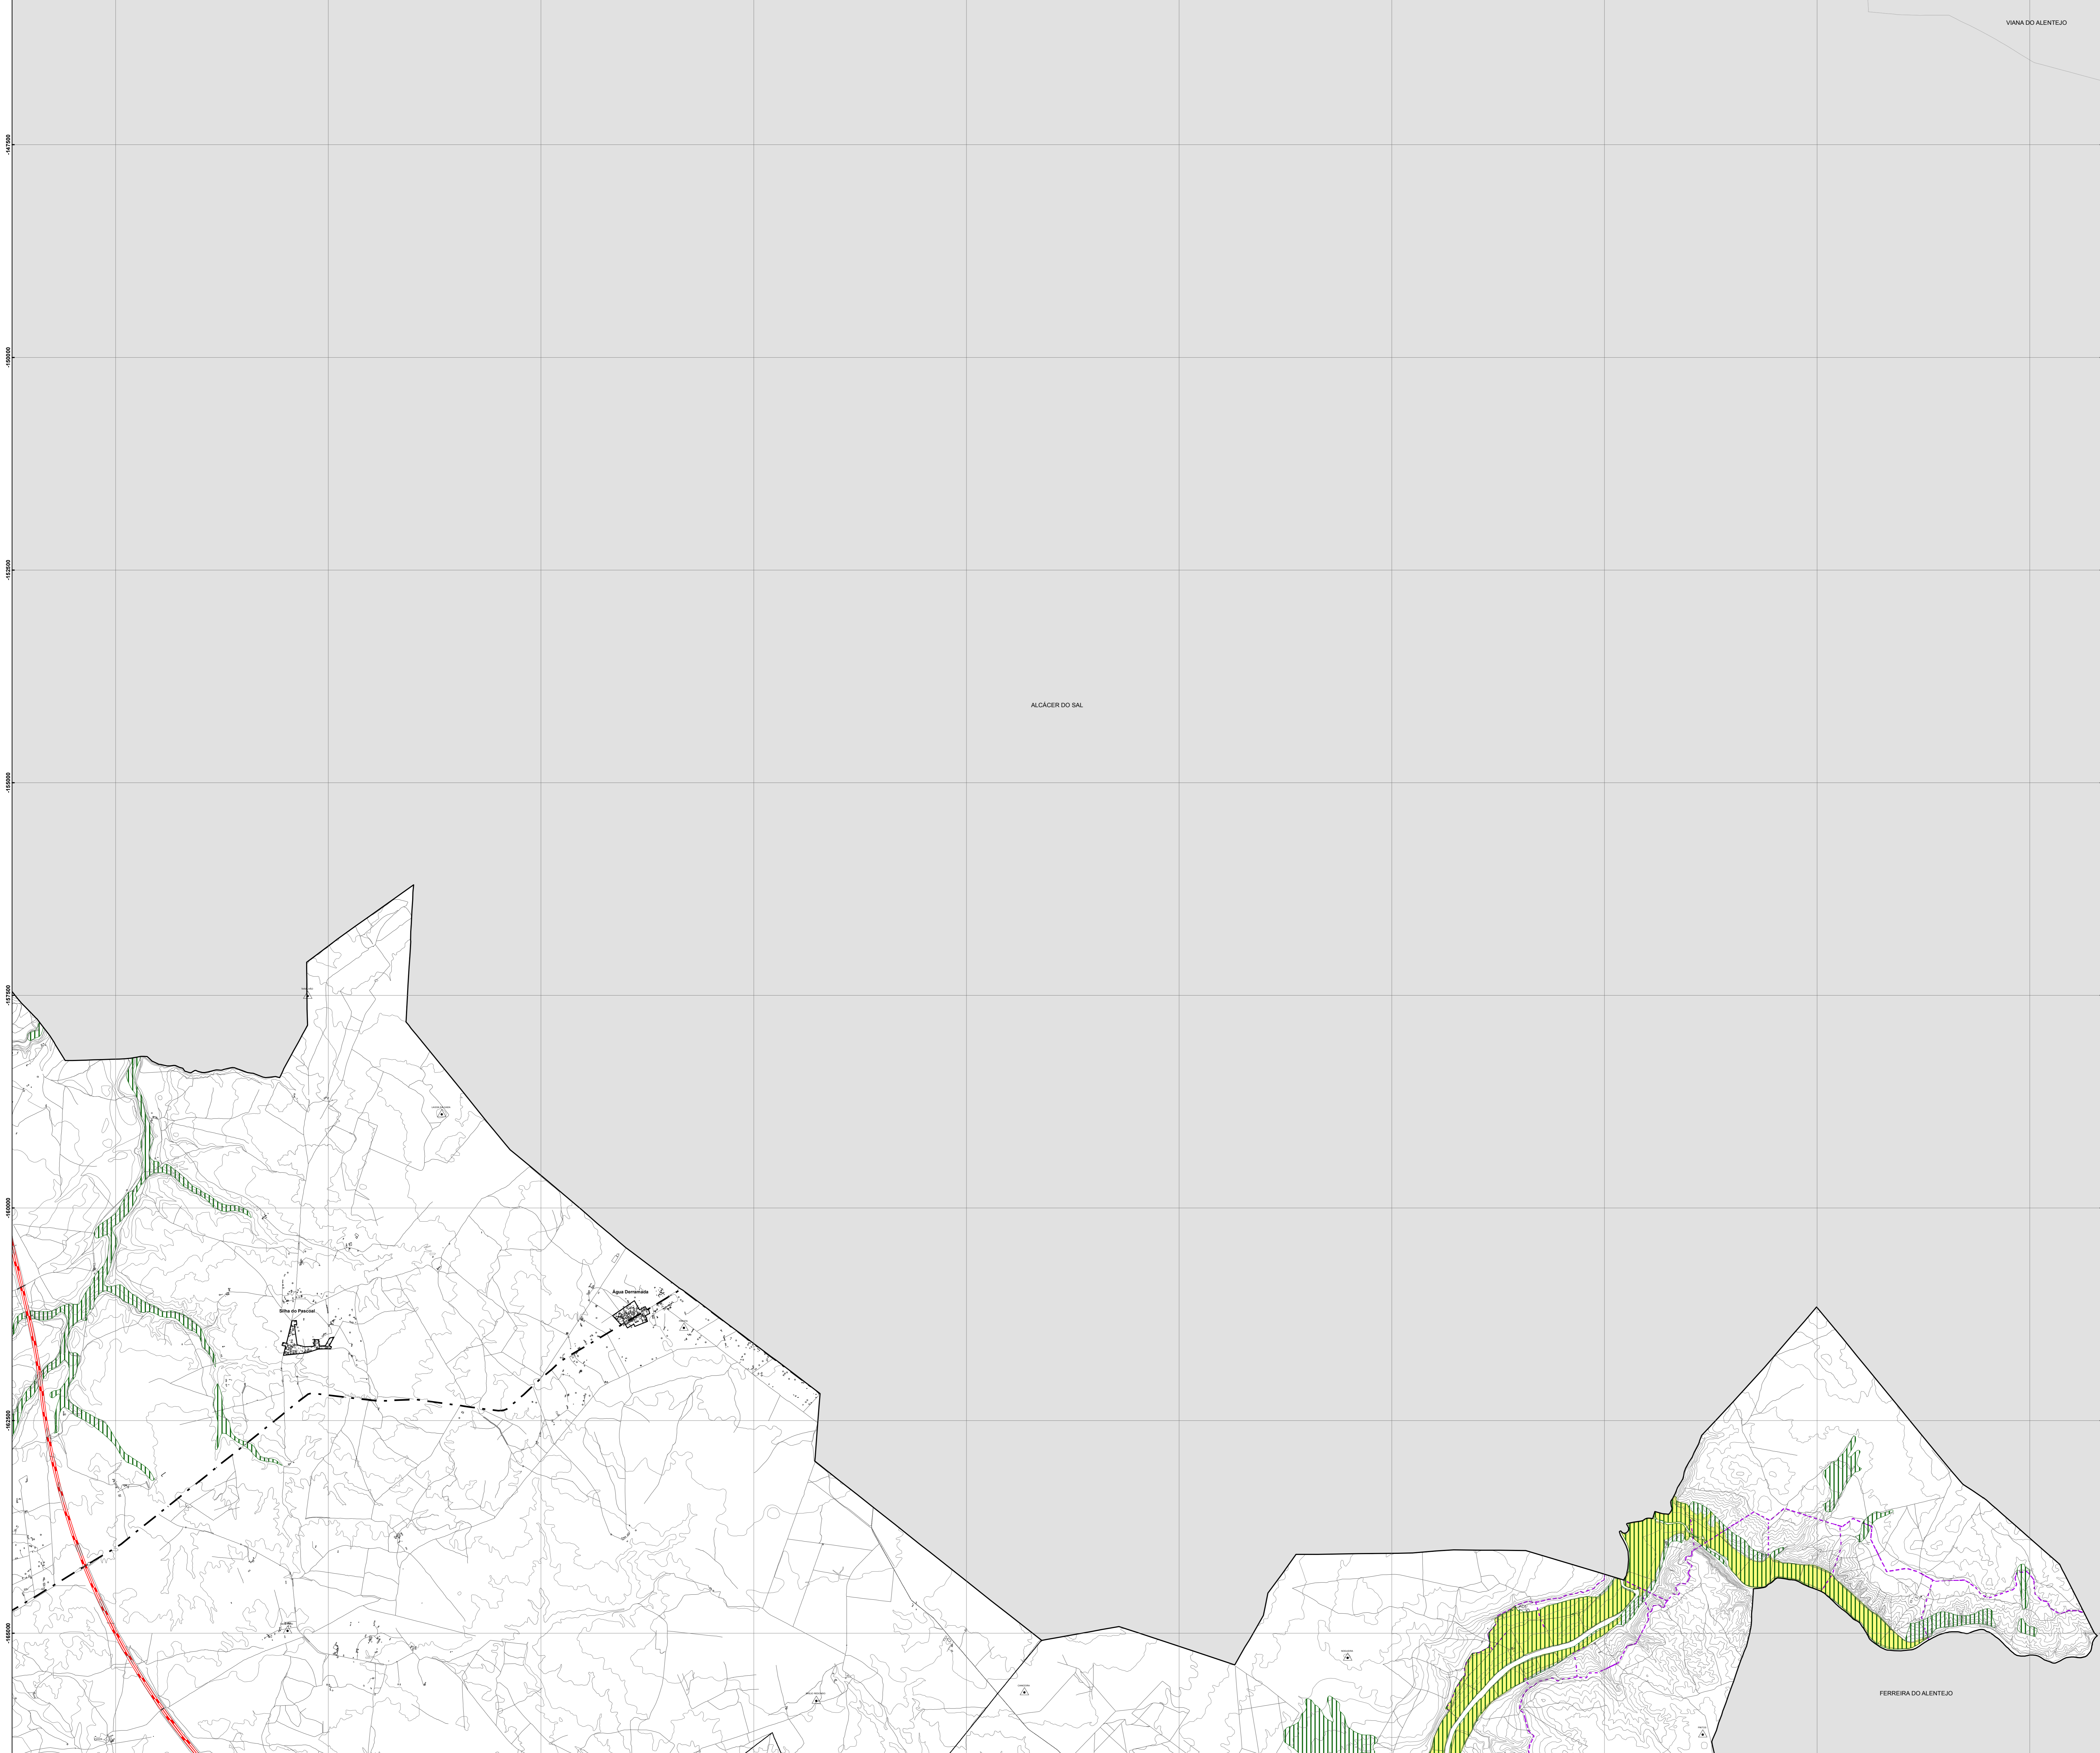 VIANA DO ALENTEJO
-147500
-150000
-152500
ALCÁCER DO SAL
-155000
-157500
-160000
Água Derramada
Silha do Pascoal
-162500
-165000
FERREIRA DO ALENTEJO